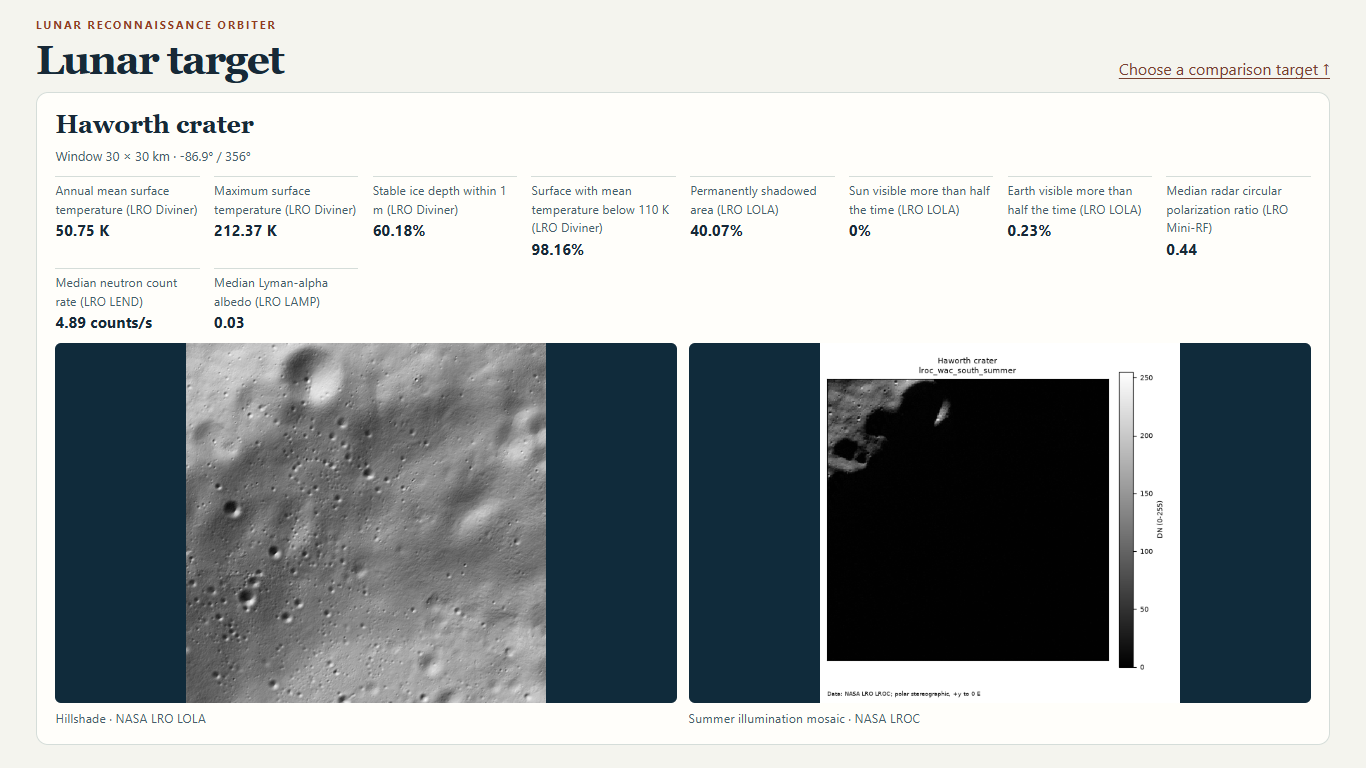 LUNAR RECONNAISSANCE ORBITER
Lunar target
Choose a comparison target ↑
Haworth crater
Window 30 × 30 km · -86.9° / 356°
Annual mean surface
temperature (LRO Diviner)
50.75 K
Maximum surface
temperature (LRO Diviner)
212.37 K
Stable ice depth within 1
m (LRO Diviner)
60.18%
Surface with mean
temperature below 110 K
(LRO Diviner)
98.16%
Permanently shadowed
area (LRO LOLA)
40.07%
Sun visible more than half
the time (LRO LOLA)
0%
Earth visible more than
half the time (LRO LOLA)
0.23%
Median radar circular
polarization ratio (LRO
Mini-RF)
0.44
Median neutron count
rate (LRO LEND)
4.89 counts/s
Median Lyman-alpha
albedo (LRO LAMP)
0.03
Haworth crater
lroc_wac_south_summer
250
200
150
100
50
0
DN (0-255)
Data: NASA LRO LROC; polar stereographic, +y to 0 E
Hillshade · NASA LRO LOLA
Summer illumination mosaic · NASA LROC